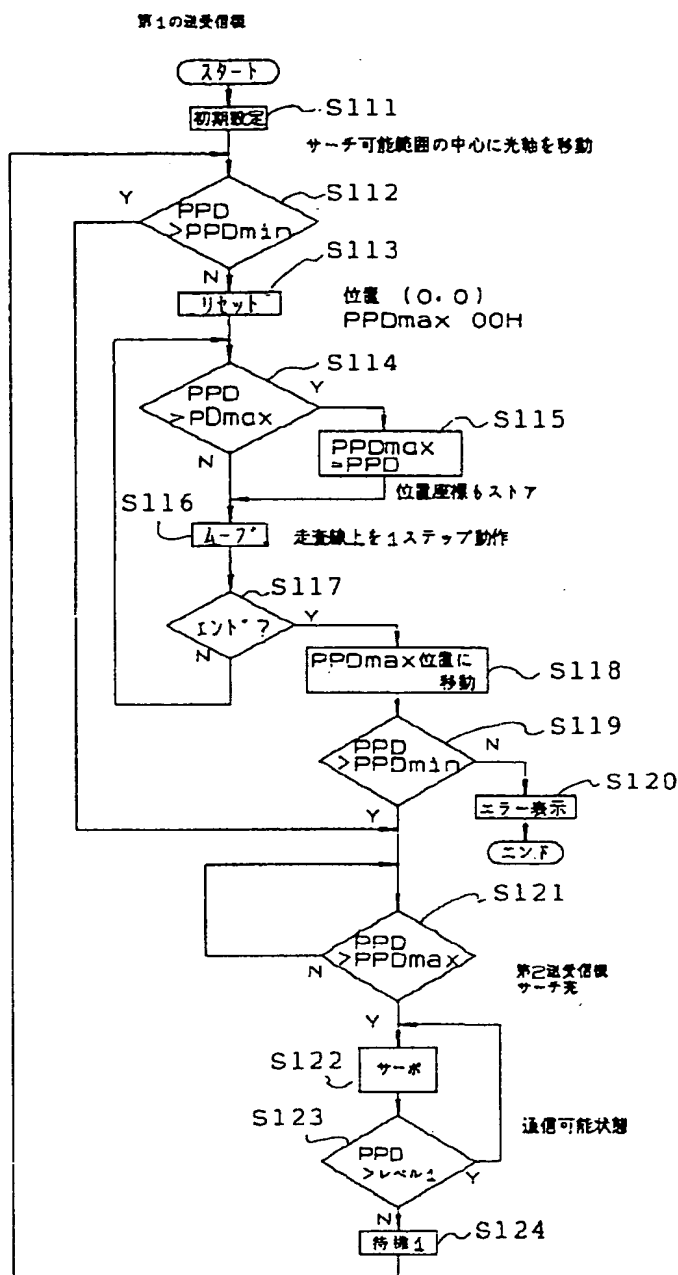 第1の送受信機
スタート
S111
初期設定
サーチ可能範囲の中心に光軸を移動
S112
Y
PPD
>PPDmin
S113
N
リセット
位置 (0.0)
PPDmax 00H
S114
PPD
>PDmax
Y
S115
PPDmax
=PPD
N
位置座標もストア
S116
ムーブ
走査線上を1ステップ動作
S117
エンド?
Y
N
PPDmax位置に
移動
S118
S119
PPD
>PPDmin
N
S120
エラー表示
Y
エンド
S121
PPD
>PPDmax
N
第2送受信機
サーチ完
Y
S122
サーボ
S123
通信可能状態
PPD
>レベル1
Y
N
S124
待機1